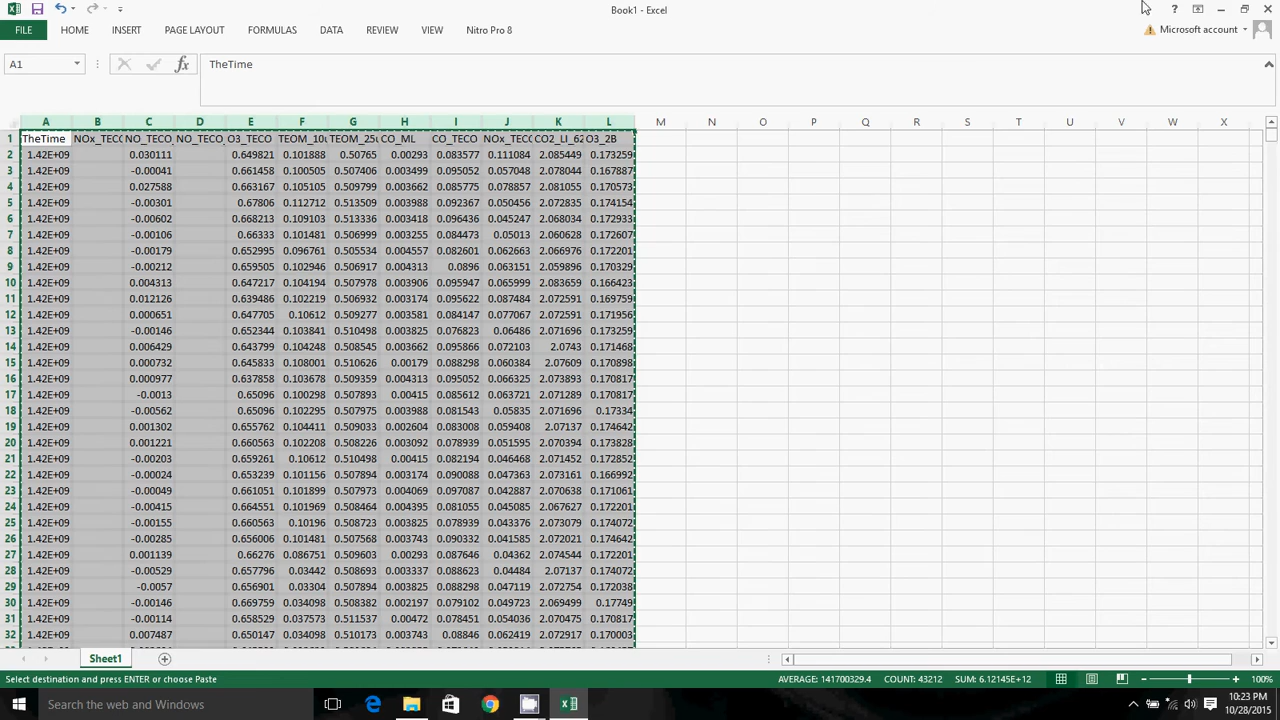 Book1 - Excel
Microsoft account
FILE HOME INSERT PAGE LAYOUT FORMULAS DATA REVIEW VIEW Nitro Pro 8
A1 fx TheTime
A B C D E F G H I J K L M N O P Q R S T U V W X
1 TheTime NOx_TECC NO_TECO_ NO_TECO_ O3_TECO TEOM_10u TEOM_25u CO_ML CO_TECO NOx_TECC CO2_LI_62 O3_2B
2 1.42E+09 0.030111 0.649821 0.101888 0.50765 0.00293 0.083577 0.111084 2.085449 0.173259
3 1.42E+09 -0.00041 0.661458 0.100505 0.507406 0.003499 0.095052 0.057048 2.078044 0.167887
4 1.42E+09 0.027588 0.663167 0.105105 0.509799 0.003662 0.085775 0.078857 2.081055 0.170573
5 1.42E+09 -0.00301 0.67806 0.112712 0.513509 0.003988 0.092367 0.050456 2.072835 0.174154
6 1.42E+09 -0.00602 0.668213 0.109103 0.513336 0.003418 0.096436 0.045247 2.068034 0.172933
7 1.42E+09 -0.00106 0.66333 0.101481 0.506999 0.003255 0.084473 0.05013 2.060628 0.172607
8 1.42E+09 -0.00179 0.652995 0.096761 0.505534 0.004557 0.082601 0.062663 2.066976 0.172201
9 1.42E+09 -0.00212 0.659505 0.102946 0.506917 0.004313 0.0896 0.063151 2.059896 0.170329
10 1.42E+09 0.004313 0.647217 0.104194 0.507978 0.003906 0.095947 0.065999 2.083659 0.166423
11 1.42E+09 0.012126 0.639486 0.102219 0.506932 0.003174 0.095622 0.087484 2.072591 0.169759
12 1.42E+09 0.000651 0.647705 0.10612 0.509277 0.003581 0.084147 0.077067 2.072591 0.171956
13 1.42E+09 -0.00146 0.652344 0.103841 0.510498 0.003825 0.076823 0.06486 2.071696 0.173259
14 1.42E+09 0.006429 0.643799 0.104248 0.508545 0.003662 0.095866 0.072103 2.0743 0.171468
15 1.42E+09 0.000732 0.645833 0.108001 0.510626 0.00179 0.088298 0.060384 2.07609 0.170898
16 1.42E+09 0.000977 0.637858 0.103678 0.509359 0.004313 0.095052 0.066325 2.073893 0.170817
17 1.42E+09 -0.0013 0.65096 0.100298 0.507893 0.00415 0.085612 0.063721 2.071289 0.170817
18 1.42E+09 -0.00562 0.65096 0.102295 0.507975 0.003988 0.081543 0.05835 2.071696 0.17334
19 1.42E+09 0.001302 0.655762 0.104411 0.509033 0.002604 0.083008 0.059408 2.07137 0.174642
20 1.42E+09 0.001221 0.660563 0.102208 0.508226 0.003092 0.078939 0.051595 2.070394 0.173828
21 1.42E+09 -0.00203 0.659261 0.10612 0.510498 0.00415 0.082194 0.046468 2.071452 0.172852
22 1.42E+09 -0.00024 0.653239 0.101156 0.507894 0.003174 0.090088 0.047363 2.073161 0.166992
23 1.42E+09 -0.00049 0.661051 0.101899 0.507973 0.004069 0.097087 0.042887 2.070638 0.171061
24 1.42E+09 -0.00415 0.664551 0.101969 0.508464 0.004395 0.081055 0.045085 2.067627 0.172201
25 1.42E+09 -0.00155 0.660563 0.10196 0.508723 0.003825 0.078939 0.043376 2.073079 0.174072
26 1.42E+09 -0.00285 0.656006 0.101481 0.507568 0.003743 0.090332 0.041585 2.072021 0.174642
27 1.42E+09 0.001139 0.66276 0.086751 0.509603 0.00293 0.087646 0.04362 2.074544 0.172201
28 1.42E+09 -0.00529 0.657796 0.03442 0.508693 0.003337 0.088623 0.04484 2.07137 0.174072
29 1.42E+09 -0.0057 0.656901 0.03304 0.507894 0.003825 0.088298 0.047119 2.072754 0.172038
30 1.42E+09 -0.00146 0.669759 0.034098 0.508382 0.002197 0.079102 0.049723 2.069499 0.17749
31 1.42E+09 -0.00114 0.658529 0.037573 0.511537 0.00472 0.078451 0.054036 2.070475 0.170817
32 1.42E+09 0.007487 0.650147 0.034098 0.510173 0.003743 0.08846 0.062419 2.072917 0.170003
Sheet1
Select destination and press ENTER or choose Paste AVERAGE: 141700329.4 COUNT: 43212 SUM: 6.12145E+12 100%
Search the web and Windows
10:23 PM
10/28/2015